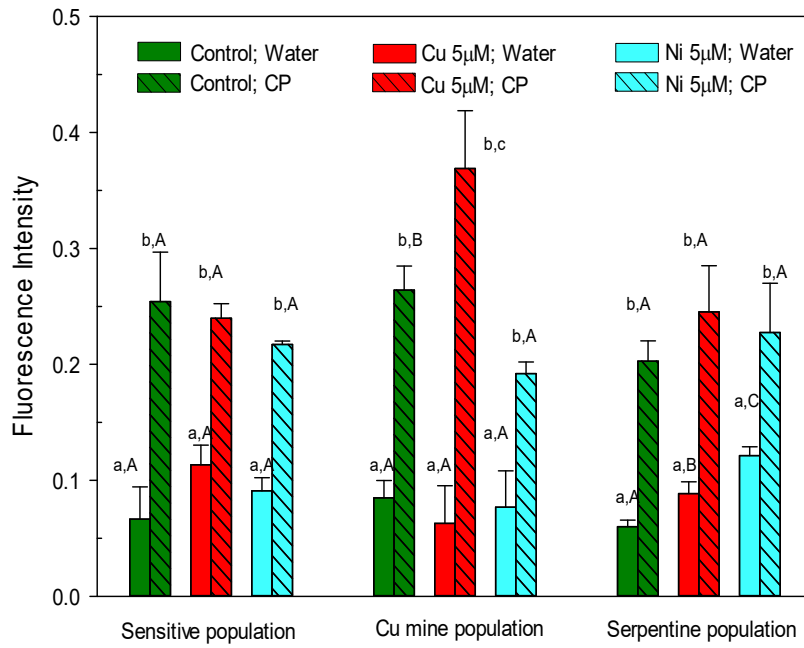 0.5
0.4
0.3
0.2
0.1
0.0
Fluorescence Intensity
Control; Water
Control; CP
Cu 5μM; Water
Cu 5μM; CP
Ni 5μM; Water
Ni 5μM; CP
a,A
b,A
a,A
b,A
a,A
b,A
a,A
b,B
a,A
b,c
a,A
b,A
a,A
b,A
a,B
b,A
a,C
b,A
Sensitive population
Cu mine population
Serpentine population